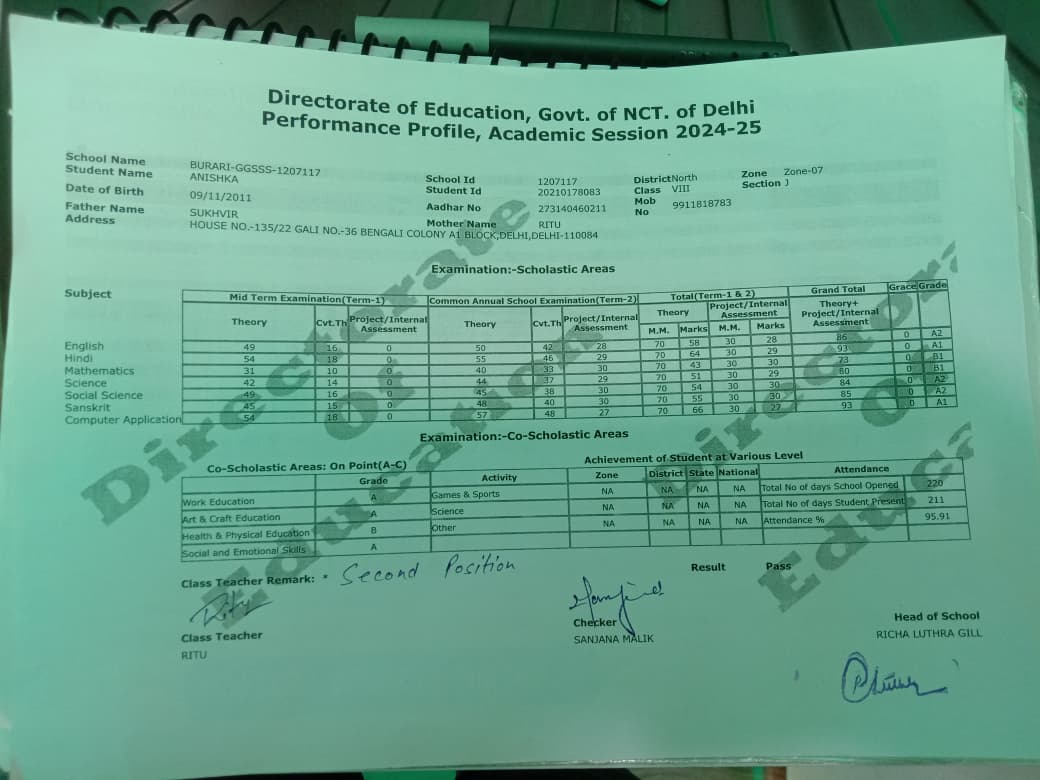 Directorate of Education, Govt. of NCT. of Delhi
Performance Profile, Academic Session 2024-25
School Name BURARI-GGSSS-1207117 School Id 1207117 District North Zone Zone-07
Student Name ANISHKA Student Id 20210178083 Class VIII Section J
Date of Birth 09/11/2011 Aadhar No 273140460211 Mob No 9911818783
Father Name SUKHVIR Mother Name RITU
Address HOUSE NO.-135/22 GALI NO.-36 BENGALI COLONY A1 BLOCK,DELHI,DELHI-110084
Examination:-Scholastic Areas
Subject Mid Term Examination(Term-1) Common Annual School Examination(Term-2) Total(Term-1 & 2) Grand Total Grace Grade
Theory Cvt.Th Project/Internal Assessment Theory Cvt.Th Project/Internal Assessment Theory Project/Internal Assessment Theory+ Project/Internal Assessment
M.M. Marks M.M. Marks
English 49 16 0 50 42 28 70 58 30 28 86 0 A2
Hindi 54 18 0 55 46 29 70 64 30 29 93 0 A1
Mathematics 31 10 0 40 33 30 70 43 30 30 73 0 B1
Science 42 14 0 44 37 29 70 51 30 29 80 0 B1
Social Science 49 16 0 45 38 30 70 54 30 30 84 0 A2
Sanskrit 45 15 0 48 40 30 70 55 30 30 85 0 A2
Computer Application 54 18 0 57 48 27 70 66 30 27 93 0 A1
Examination:-Co-Scholastic Areas
Co-Scholastic Areas: On Point(A-C) Achievement of Student at Various Level
Grade Activity Zone District State National Attendance
Work Education A Games & Sports NA NA NA NA Total No of days School Opened 220
Art & Craft Education A Science NA NA NA NA Total No of days Student Present 211
Health & Physical Education B Other NA NA NA NA Attendance % 95.91
Social and Emotional Skills A
Class Teacher Remark: * Second Position Result Pass
Ritu
Class Teacher Checker Head of School
RITU SANJANA MALIK RICHA LUTHRA GILL
Directorate Of Education
Directora
Of
Educa